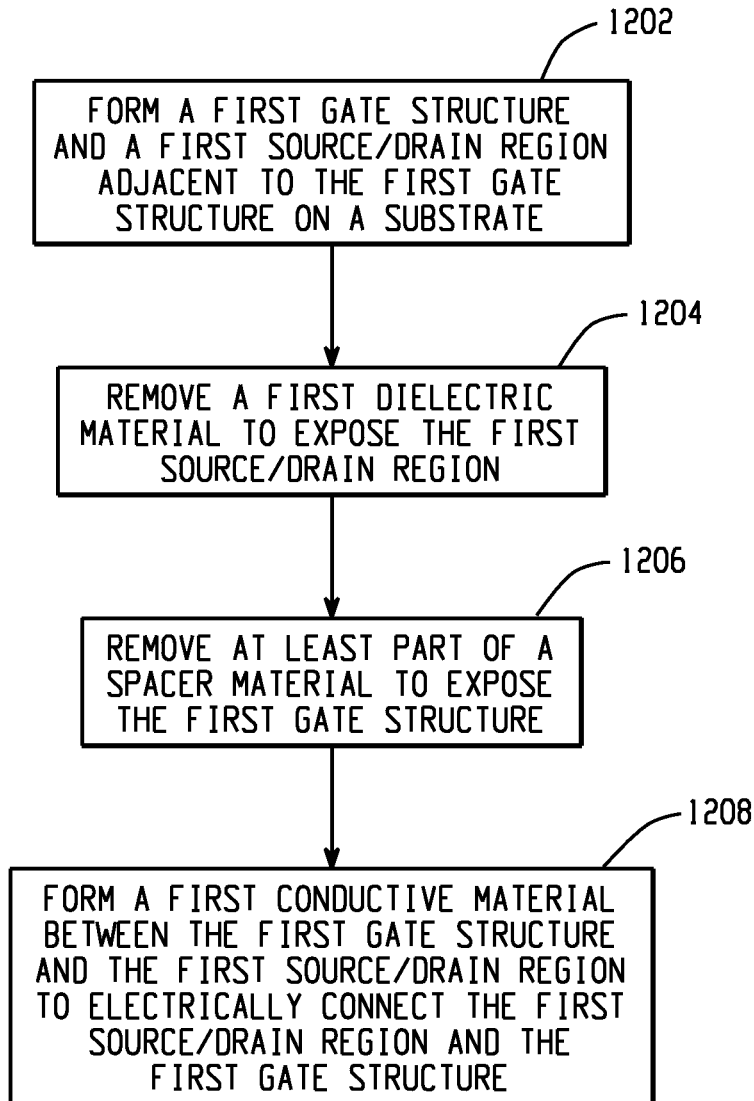 1202
FORM A FIRST GATE STRUCTURE
AND A FIRST SOURCE/DRAIN REGION
ADJACENT TO THE FIRST GATE
STRUCTURE ON A SUBSTRATE
1204
REMOVE A FIRST DIELECTRIC
MATERIAL TO EXPOSE THE FIRST
SOURCE/DRAIN REGION
1206
REMOVE AT LEAST PART OF A
SPACER MATERIAL TO EXPOSE
THE FIRST GATE STRUCTURE
1208
FORM A FIRST CONDUCTIVE MATERIAL
BETWEEN THE FIRST GATE STRUCTURE
AND THE FIRST SOURCE/DRAIN REGION
TO ELECTRICALLY CONNECT THE FIRST
SOURCE/DRAIN REGION AND THE
FIRST GATE STRUCTURE